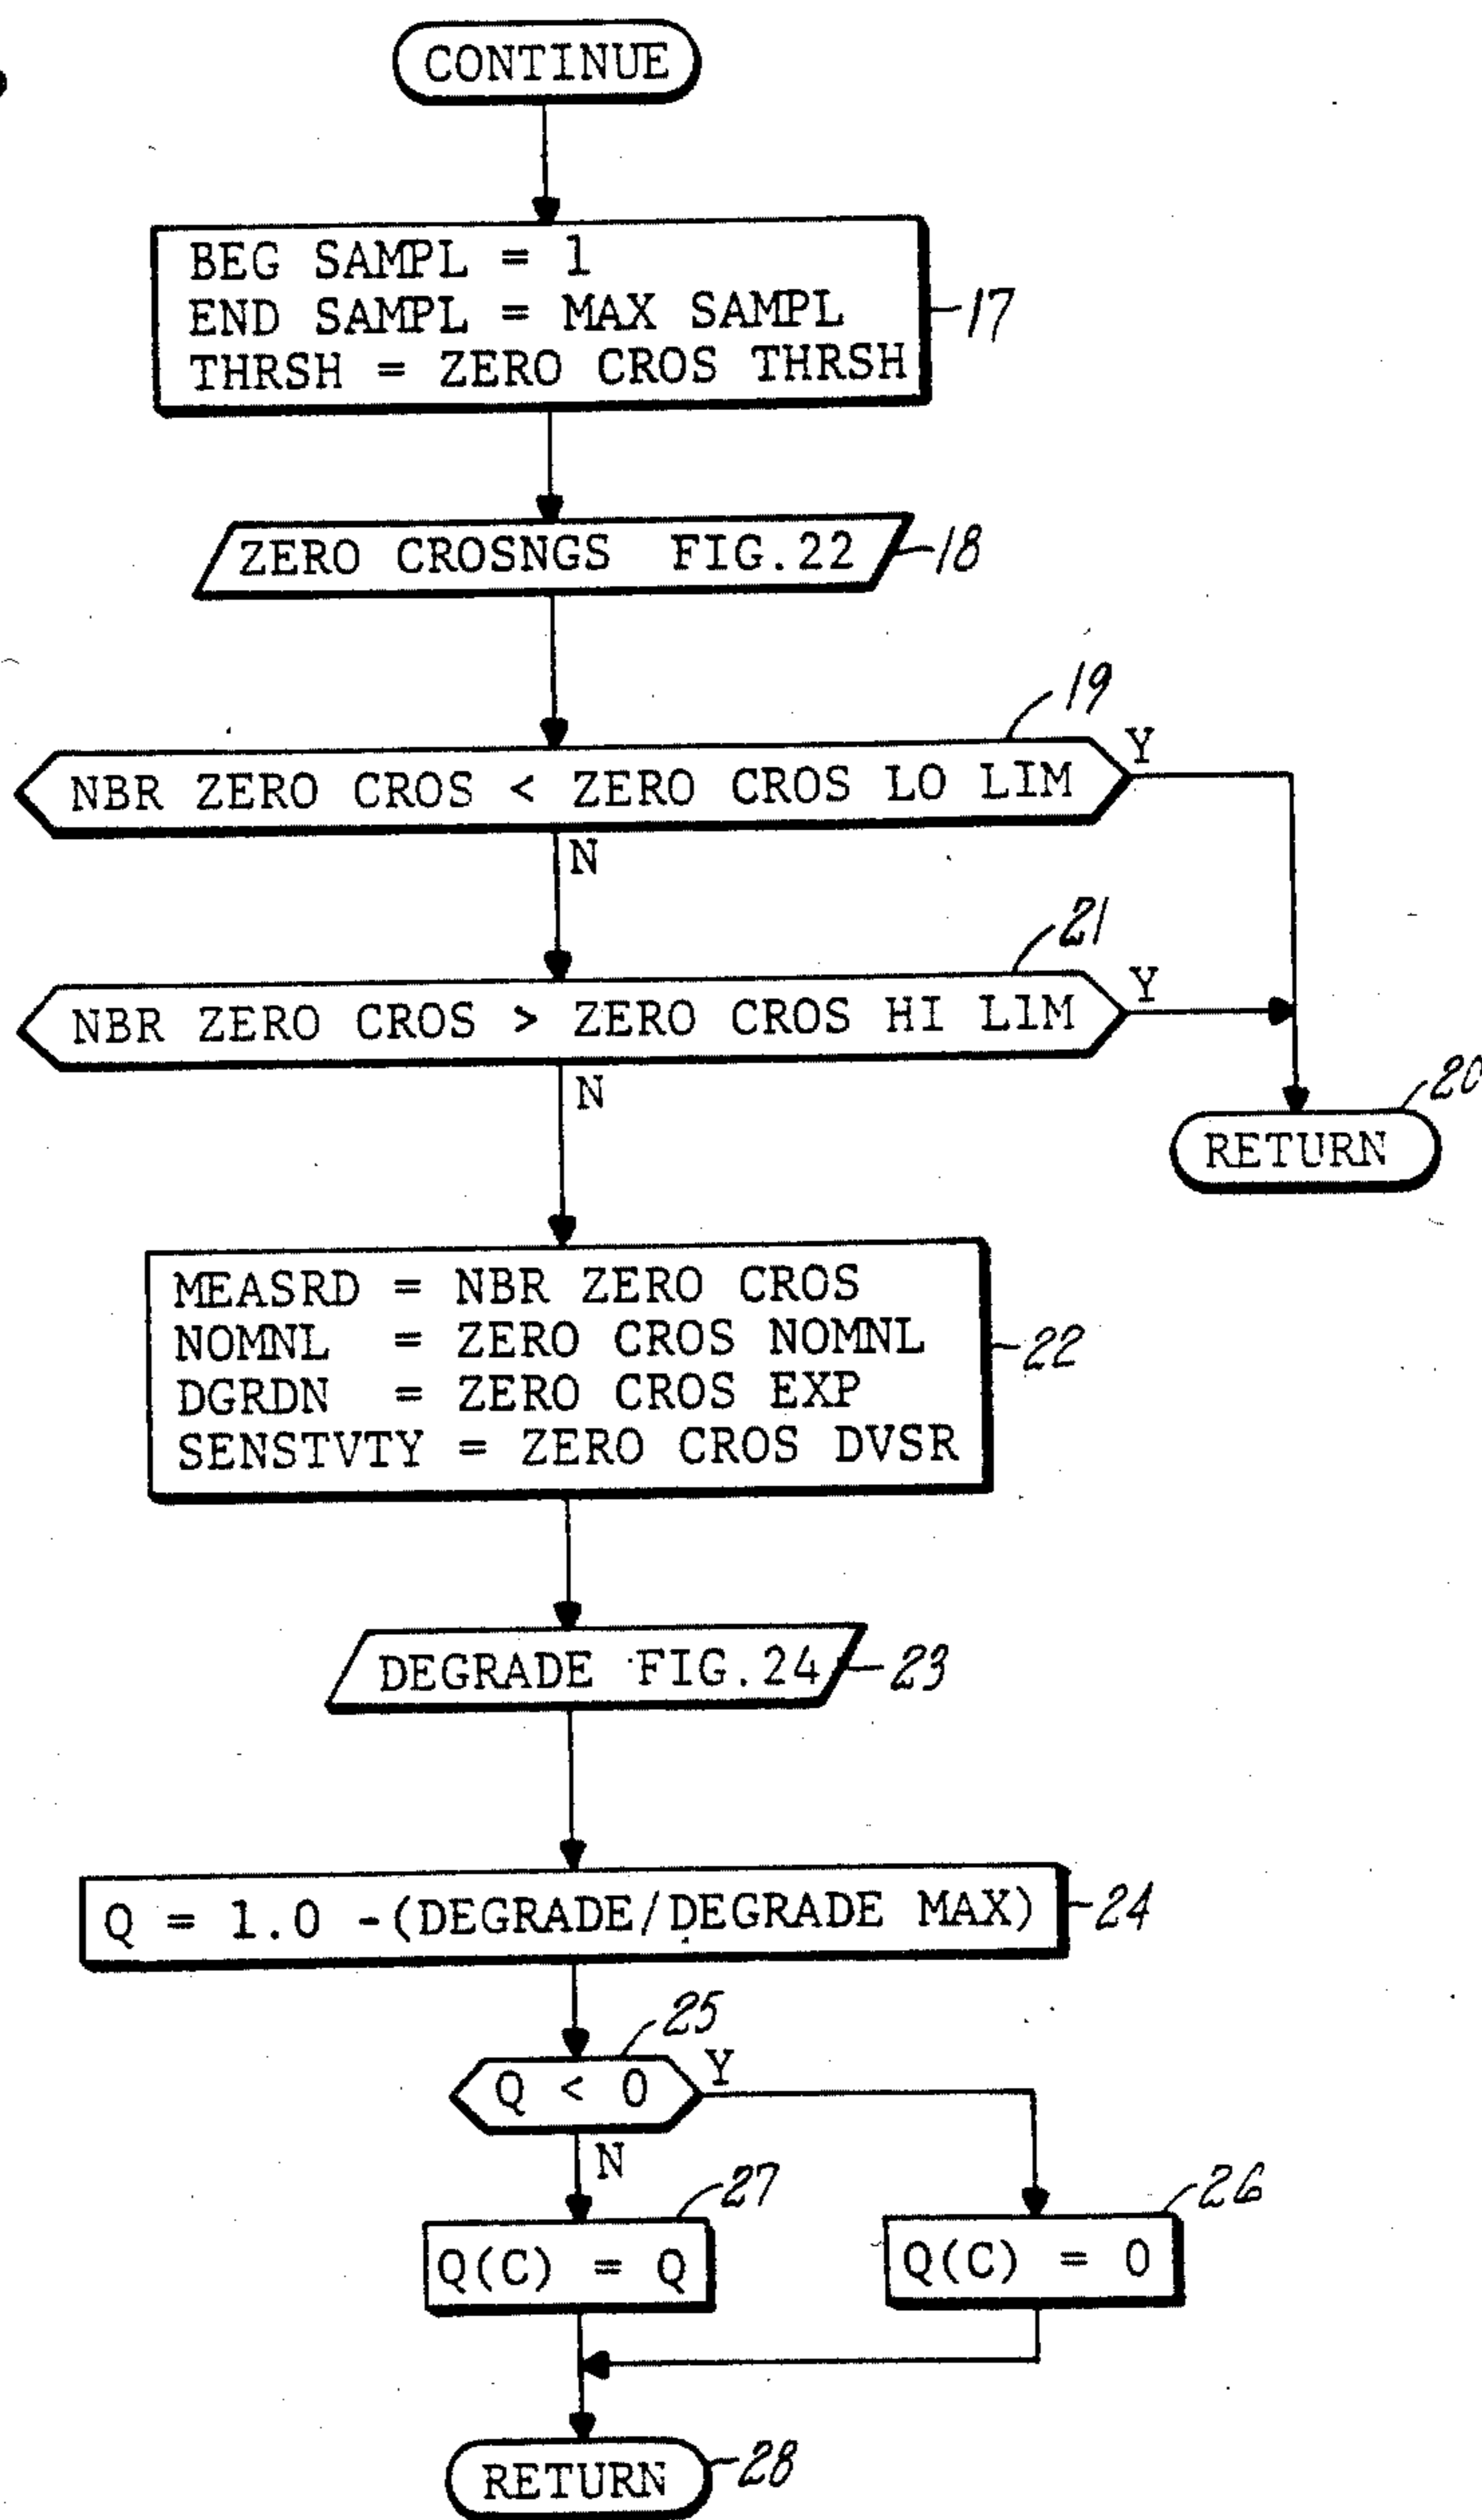 CONTINUE
BEG SAMPL = 1
END SAMPL = MAX SAMPL
THRSH = ZERO CROS THRSH
17
ZERO CROSNGS FIG.22
18
19
NBR ZERO CROS < ZERO CROS LO LIM
Y
N
21
NBR ZERO CROS > ZERO CROS HI LIM
Y
N
20
RETURN
MEASRD = NBR ZERO CROS
NOMNL = ZERO CROS NOMNL
DGRDN = ZERO CROS EXP
SENSTVTY = ZERO CROS DVSR
22
DEGRADE FIG.24
23
Q = 1.0 -(DEGRADE/DEGRADE MAX)
24
25
Q < 0
Y
N
27
Q(C) = Q
26
Q(C) = 0
RETURN
28